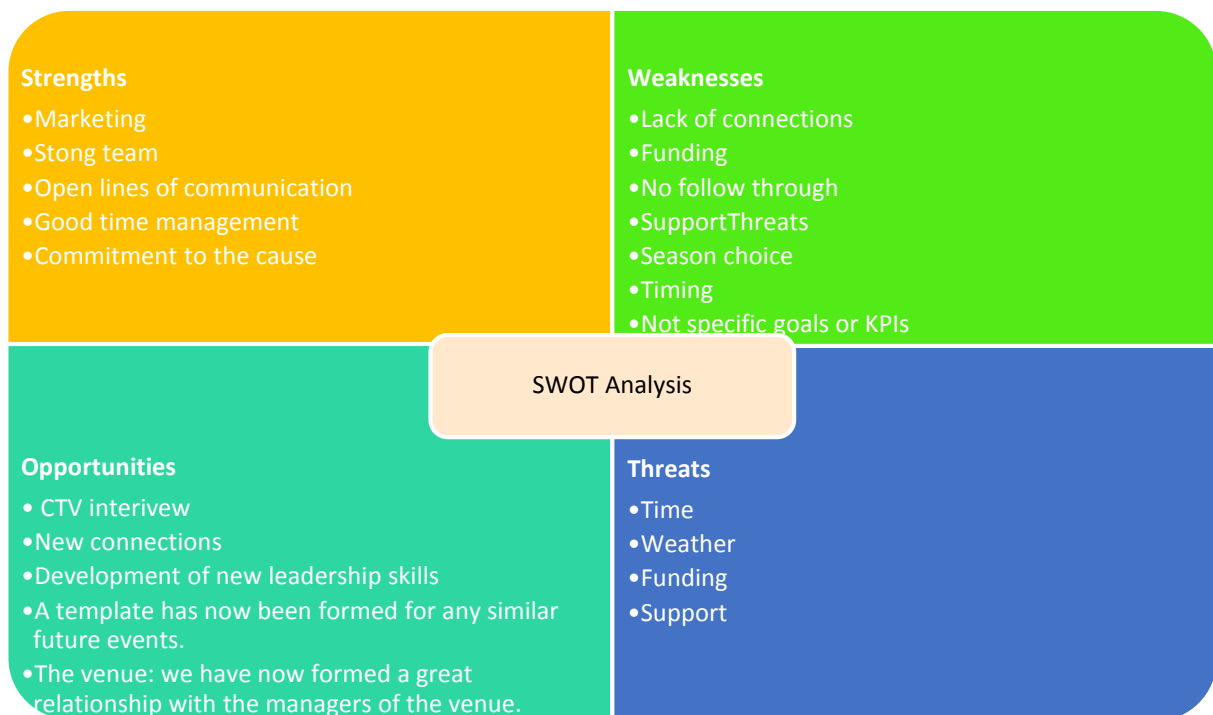 Strengths
•Marketing
•Stong team
•Open lines of communication
•Good time management
•Commitment to the cause
Weaknesses
•Lack of connections
•Funding
•No follow through
•SupportThreats
•Season choice
•Timing
•Not specific goals or KPIs
SWOT Analysis
Opportunities
• CTV interivew
•New connections
•Development of new leadership skills
•A template has now been formed for any similar
future events.
•The venue: we have now formed a great
relationship with the managers of the venue.
Threats
•Time
•Weather
•Funding
•Support